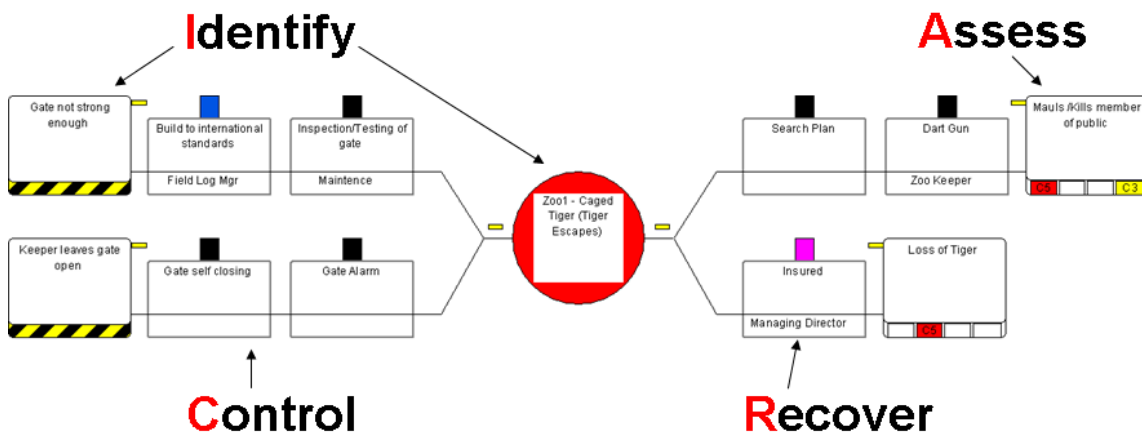 Identify
Assess
Gate not strong
enough
Build to international
standards
Field Log Mgr
Inspection/Testing of
gate
Maintence
Search Plan
Dart Gun
Zoo Keeper
Mauls /Kills member
of public
C5
C3
Zoo1 - Caged
Tiger (Tiger
Escapes)
Keeper leaves gate
open
Gate self closing
Gate Alarm
Insured
Managing Director
Loss of Tiger
C5
Control
Recover